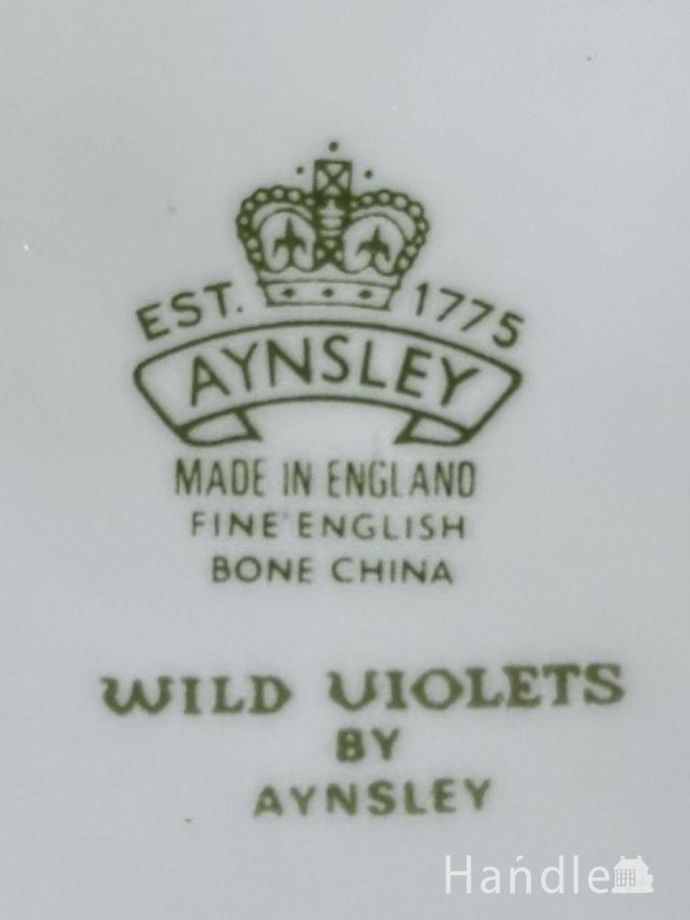 EST. 1775
AYNSLEY
MADE IN ENGLAND
FINE ENGLISH
BONE CHINA
WILD VIOLETS
BY
AYNSLEY
Handle